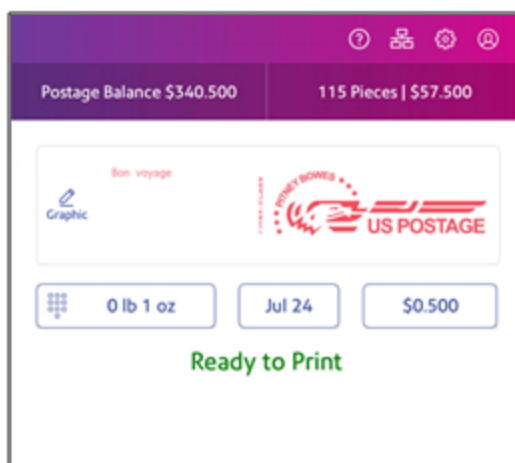 Postage Balance $340.500
115 Pieces | $57.500
Bon voyage
Graphic
FIRST-CLASS
PITNEY BOWES
US POSTAGE
0 lb 1 oz
Jul 24
$0.500
Ready to Print